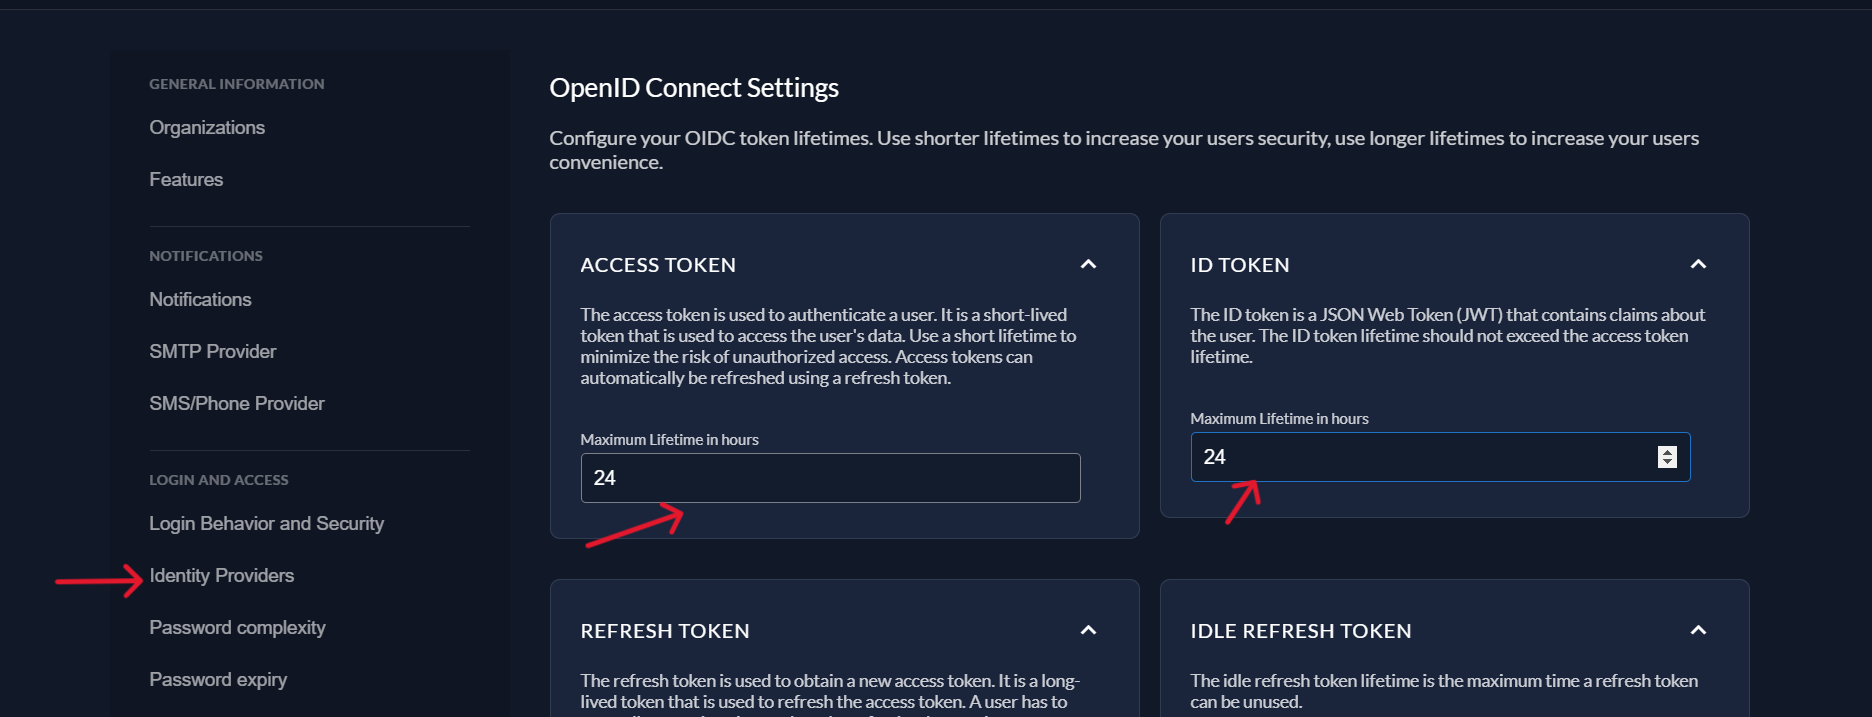 GENERAL INFORMATION
Organizations
Features
NOTIFICATIONS
Notifications
SMTP Provider
SMS/Phone Provider
LOGIN AND ACCESS
Login Behavior and Security
Identity Providers
Password complexity
Password expiry
OpenID Connect Settings
Configure your OIDC token lifetimes. Use shorter lifetimes to increase your users security, use longer lifetimes to increase your users
convenience.
ACCESS TOKEN
The access token is used to authenticate a user. It is a short-lived
token that is used to access the user's data. Use a short lifetime to
minimize the risk of unauthorized access. Access tokens can
automatically be refreshed using a refresh token.
Maximum Lifetime in hours
24
ID TOKEN
The ID token is a JSON Web Token (JWT) that contains claims about
the user. The ID token lifetime should not exceed the access token
lifetime.
Maximum Lifetime in hours
24
REFRESH TOKEN
The refresh token is used to obtain a new access token. It is a long-
lived token that is used to refresh the access token. A user has to
IDLE REFRESH TOKEN
The idle refresh token lifetime is the maximum time a refresh token
can be unused.